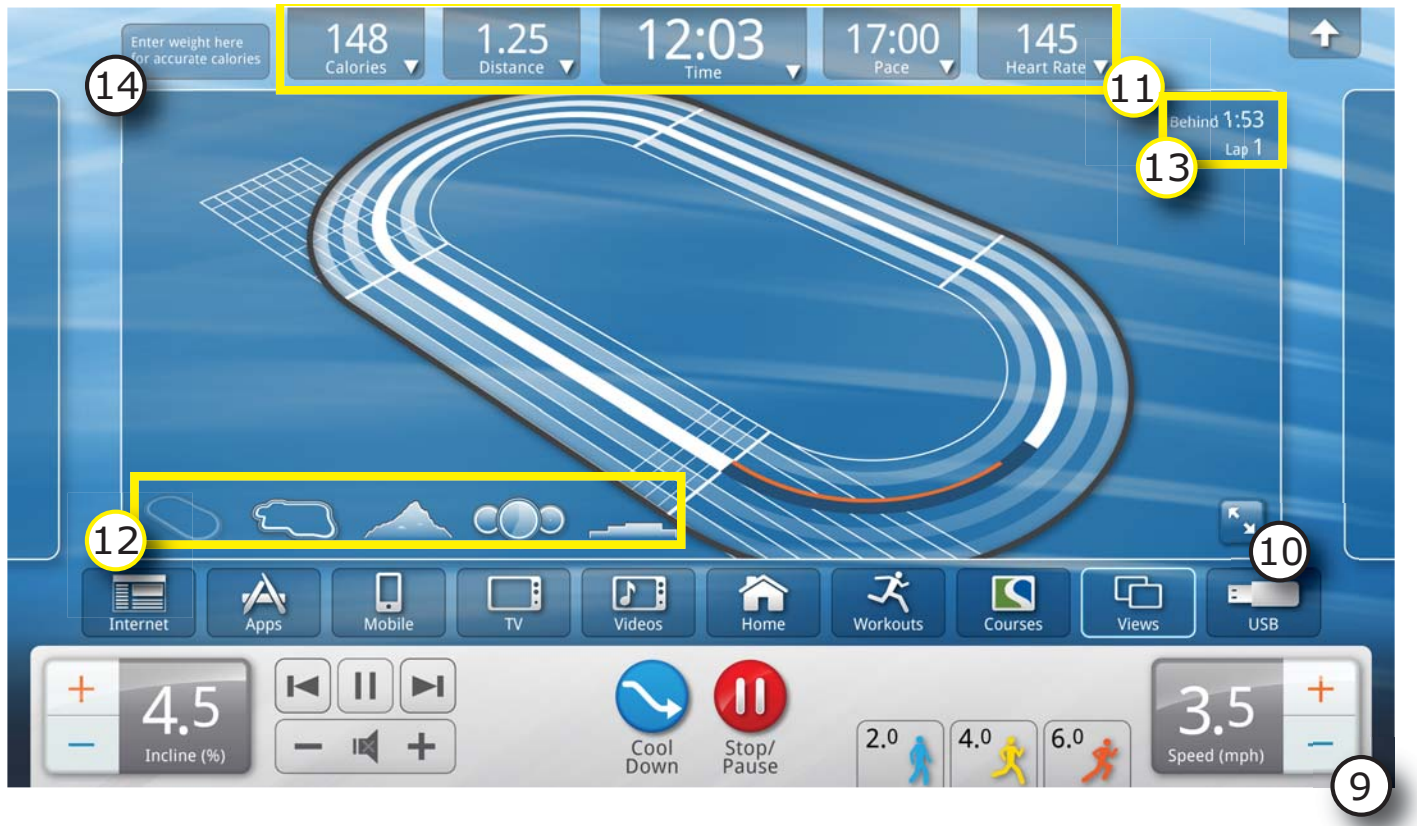 Enter weight here
for accurate calories
14
148
Calories
1.25
Distance
12:03
Time
17:00
Pace
145
Heart Rate
11
Behind 1:53
Lap 1
13
12
10
Internet
Apps
Mobile
TV
Videos
Home
Workouts
Courses
Views
USB
+
−
4.5
Incline (%)
−
+
Cool
Down
Stop/
Pause
2.0
4.0
6.0
3.5
Speed (mph)
+
−
9